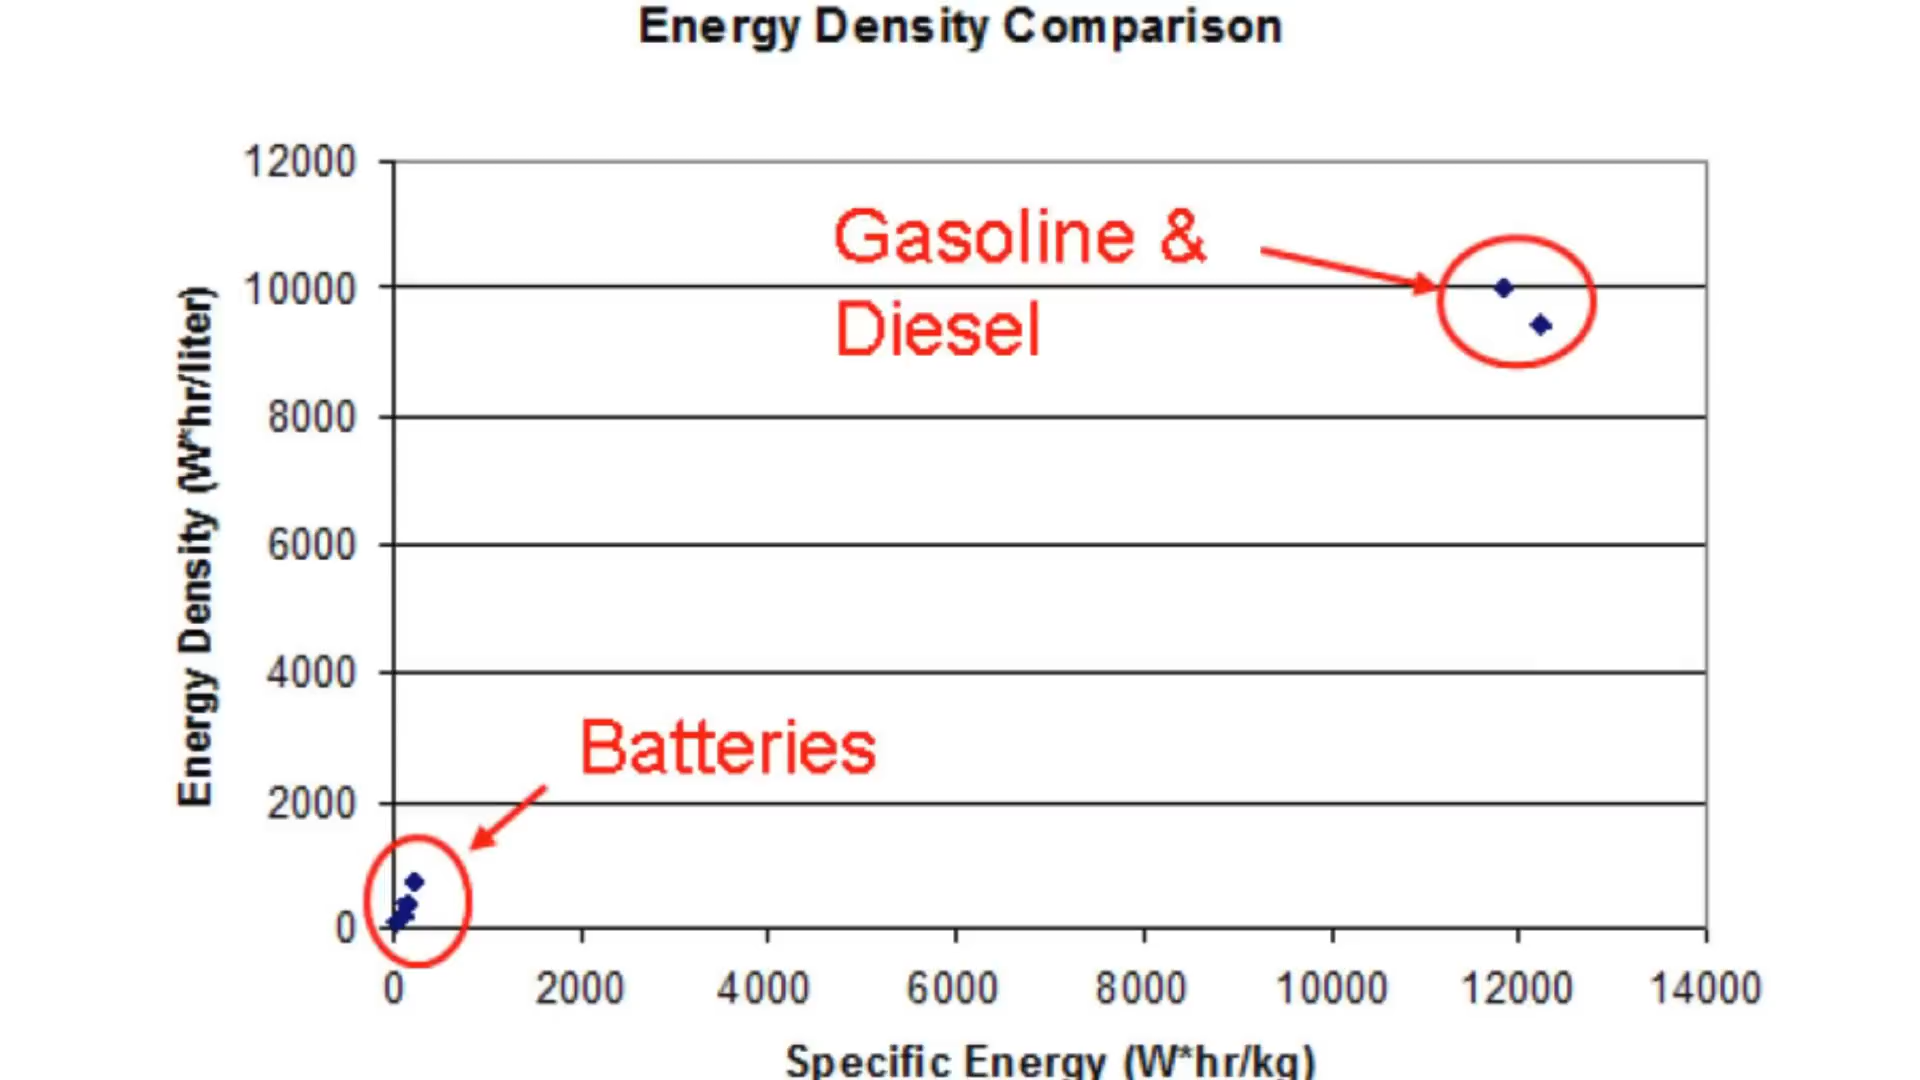 Energy Density Comparison
12000
10000
8000
6000
4000
2000
0
Energy Density (W*hr/liter)
Gasoline &
Diesel
Batteries
0 2000 4000 6000 8000 10000 12000 14000
Specific Energy (W*hr/kg)